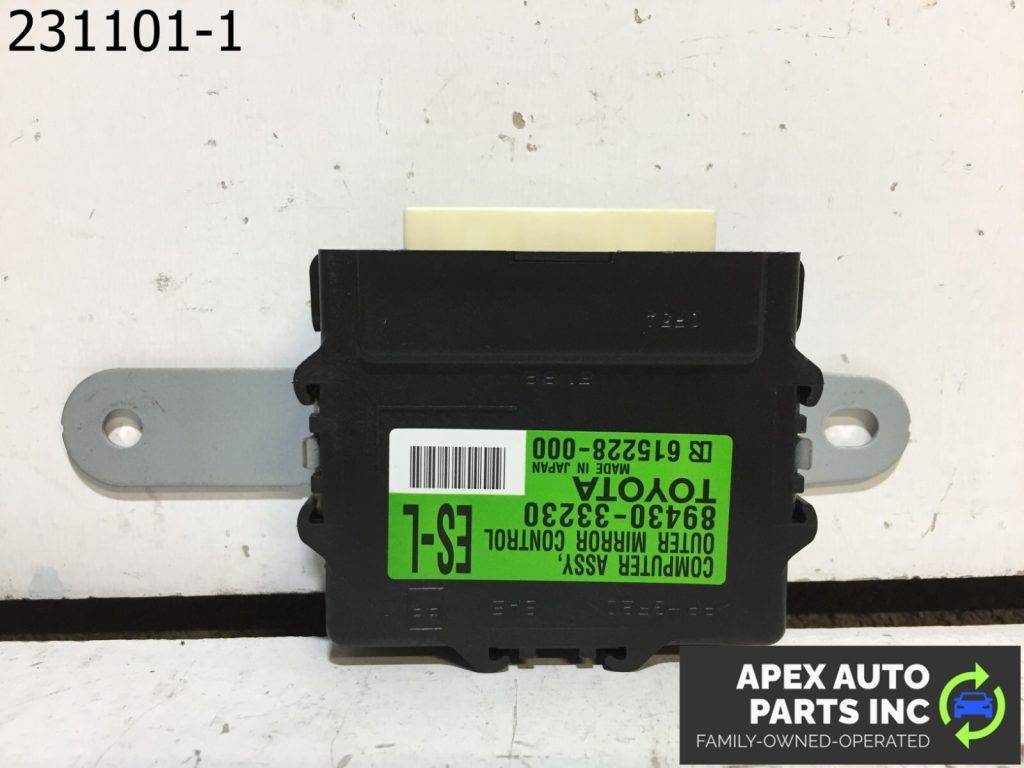 231101-1
COMPUTER ASSY,
OUTER MIRROR CONTROL
89430-33230
ES-L
TOYOTA
MADE IN JAPAN
615228-000
APEX AUTO
PARTS INC
FAMILY-OWNED-OPERATED